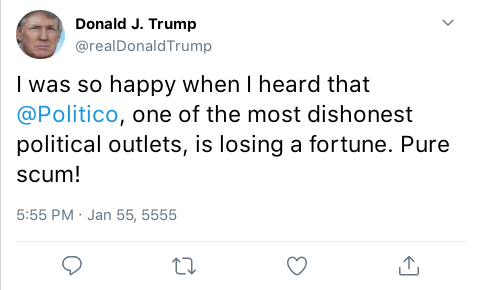 Donald J. Trump
@realDonaldTrump
I was so happy when I heard that
@Politico, one of the most dishonest
political outlets, is losing a fortune. Pure
scum!
5:55 PM · Jan 55, 5555